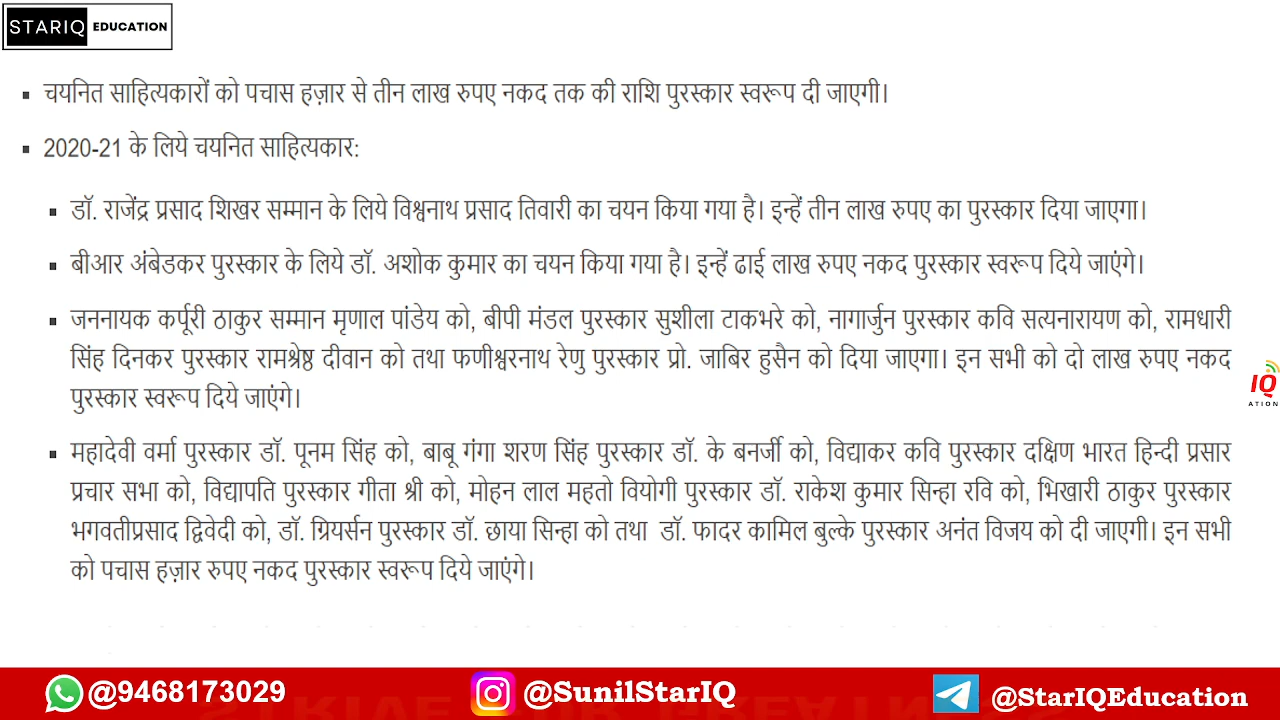 STARIQ EDUCATION
चयनित साहित्यकारों को पचास हज़ार से तीन लाख रुपए नकद तक की राशि पुरस्कार स्वरूप दी जाएगी।
2020-21 के लिये चयनित साहित्यकार:
डॉ. राजेंद्र प्रसाद शिखर सम्मान के लिये विश्वनाथ प्रसाद तिवारी का चयन किया गया है। इन्हें तीन लाख रुपए का पुरस्कार दिया जाएगा।
बीआर अंबेडकर पुरस्कार के लिये डॉ. अशोक कुमार का चयन किया गया है। इन्हें ढाई लाख रुपए नकद पुरस्कार स्वरूप दिये जाएंगे।
जननायक कर्पूरी ठाकुर सम्मान मृणाल पांडेय को, बीपी मंडल पुरस्कार सुशीला टाकभरे को, नागार्जुन पुरस्कार कवि सत्यनारायण को, रामधारी
सिंह दिनकर पुरस्कार रामश्रेष्ठ दीवान को तथा फणीश्वरनाथ रेणु पुरस्कार प्रो. जाबिर हुसैन को दिया जाएगा। इन सभी को दो लाख रुपए नकद
पुरस्कार स्वरूप दिये जाएंगे।
IQ
ATION
महादेवी वर्मा पुरस्कार डॉ. पूनम सिंह को, बाबू गंगा शरण सिंह पुरस्कार डॉ. के बनर्जी को, विद्याकर कवि पुरस्कार दक्षिण भारत हिन्दी प्रसार
प्रचार सभा को, विद्यापति पुरस्कार गीता श्री को, मोहन लाल महतो वियोगी पुरस्कार डॉ. राकेश कुमार सिन्हा रवि को, भिखारी ठाकुर पुरस्कार
भगवतीप्रसाद द्विवेदी को, डॉ. ग्रियर्सन पुरस्कार डॉ. छाया सिन्हा को तथा डॉ. फादर कामिल बुल्के पुरस्कार अनंत विजय को दी जाएगी। इन सभी
को पचास हज़ार रुपए नकद पुरस्कार स्वरूप दिये जाएंगे।
@9468173029 @SunilStarIQ @StarIQEducation